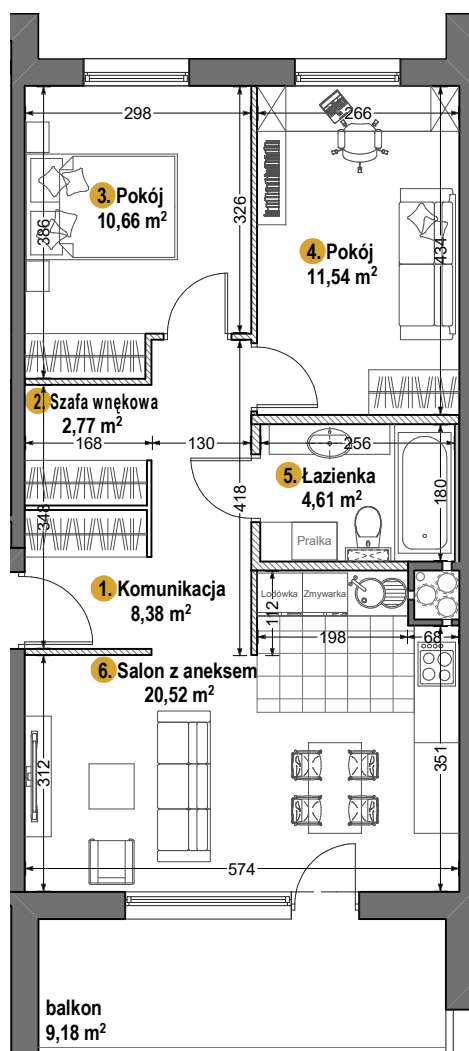 298
266
326
386
434
3. Pokój
10,66 m²
4. Pokój
11,54 m²
2. Szafa wnękowa
2,77 m²
168
130
256
5. Łazienka
4,61 m²
180
418
348
Pralka
1. Komunikacja
8,38 m²
Lodówka
Zmywarka
112
198
68
6. Salon z aneksem
20,52 m²
312
351
574
balkon
9,18 m²